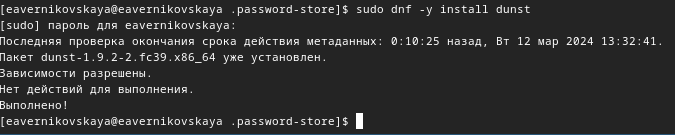 [eavernikovskaya@eavernikovskaya .password-store]$ sudo dnf -y install dunst
[sudo] пароль для eavernikovskaya:
Последняя проверка окончания срока действия метаданных: 0:10:25 назад, Вт 12 мар 2024 13:32:41.
Пакет dunst-1.9.2-2.fc39.x86_64 уже установлен.
Зависимости разрешены.
Нет действий для выполнения.
Выполнено!
[eavernikovskaya@eavernikovskaya .password-store]$